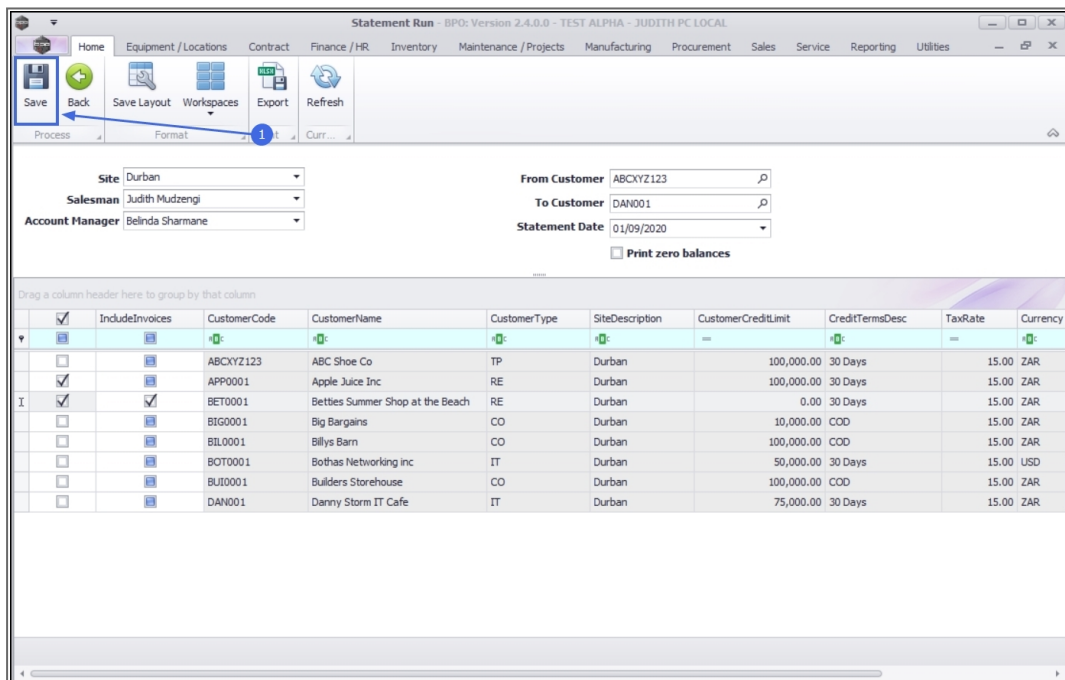 Statement Run - BPO: Version 2.4.0.0 - TEST ALPHA - JUDITH PC LOCAL
Home Equipment / Locations Contract Finance / HR Inventory Maintenance / Projects Manufacturing Procurement Sales Service Reporting Utilities
Save Back Save Layout Workspaces Export Refresh
Process Format 1 t Curr...
Site Durban From Customer ABCXYZ123
Salesman Judith Mudzengi To Customer DAN001
Account Manager Belinda Sharmane Statement Date 01/09/2020
Print zero balances
Drag a column header here to group by that column
IncludeInvoices CustomerCode CustomerName CustomerType SiteDescription CustomerCreditLimit CreditTermsDesc TaxRate Currency
ABCXYZ123 ABC Shoe Co TP Durban 100,000.00 30 Days 15.00 ZAR
APP0001 Apple Juice Inc RE Durban 100,000.00 30 Days 15.00 ZAR
BET0001 Betties Summer Shop at the Beach RE Durban 0.00 30 Days 15.00 ZAR
BIG0001 Big Bargains CO Durban 10,000.00 COD 15.00 ZAR
BIL0001 Billys Barn CO Durban 100,000.00 COD 15.00 ZAR
BOT0001 Bothas Networking inc IT Durban 50,000.00 30 Days 15.00 USD
BUI0001 Builders Storehouse CO Durban 100,000.00 COD 15.00 ZAR
DAN001 Danny Storm IT Cafe IT Durban 75,000.00 30 Days 15.00 ZAR